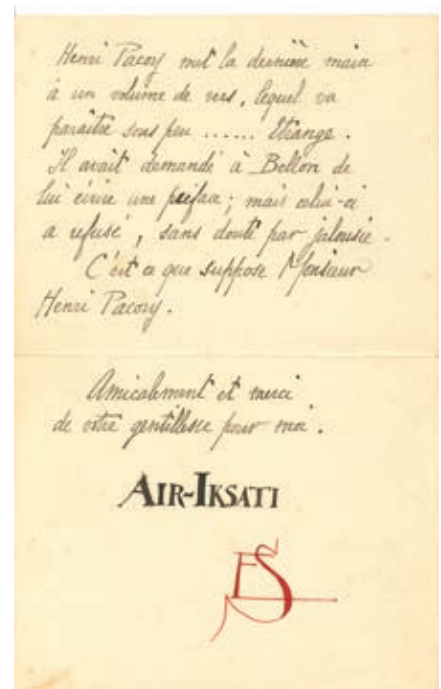 Henri Pacory met la dernière main
à un volume de vers, lequel va
paraître sous peu ...... Étrange.
Il avait demandé à Bellon de
lui écrire une préface ; mais celui-ci
a refusé, sans doute par jalousie.
C'est ce que suppose Monsieur
Henri Pacory.
Amicalement et merci
de votre gentillesse pour moi.
AIR-IKSATI
ES